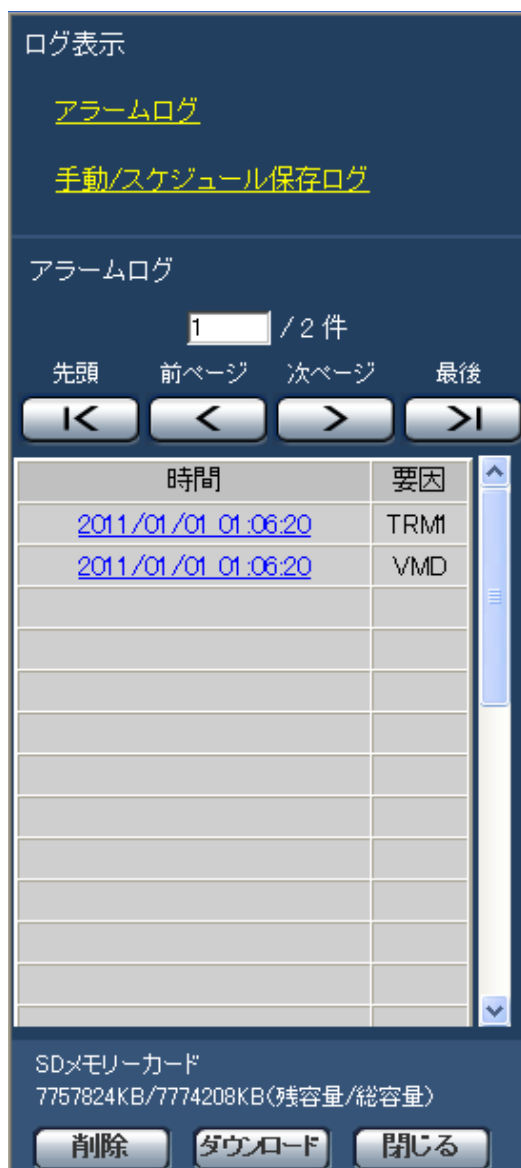 ログ表示
アラームログ
手動/スケジュール保存ログ
アラームログ
1 / 2 件
先頭 前ページ 次ページ 最後
I< < > >I
時間 要因
2011/01/01 01:06:20 TRM1
2011/01/01 01:06:20 VMD
SDメモリーカード
7757824KB/7774208KB(残容量/総容量)
削除 ダウンロード 閉じる